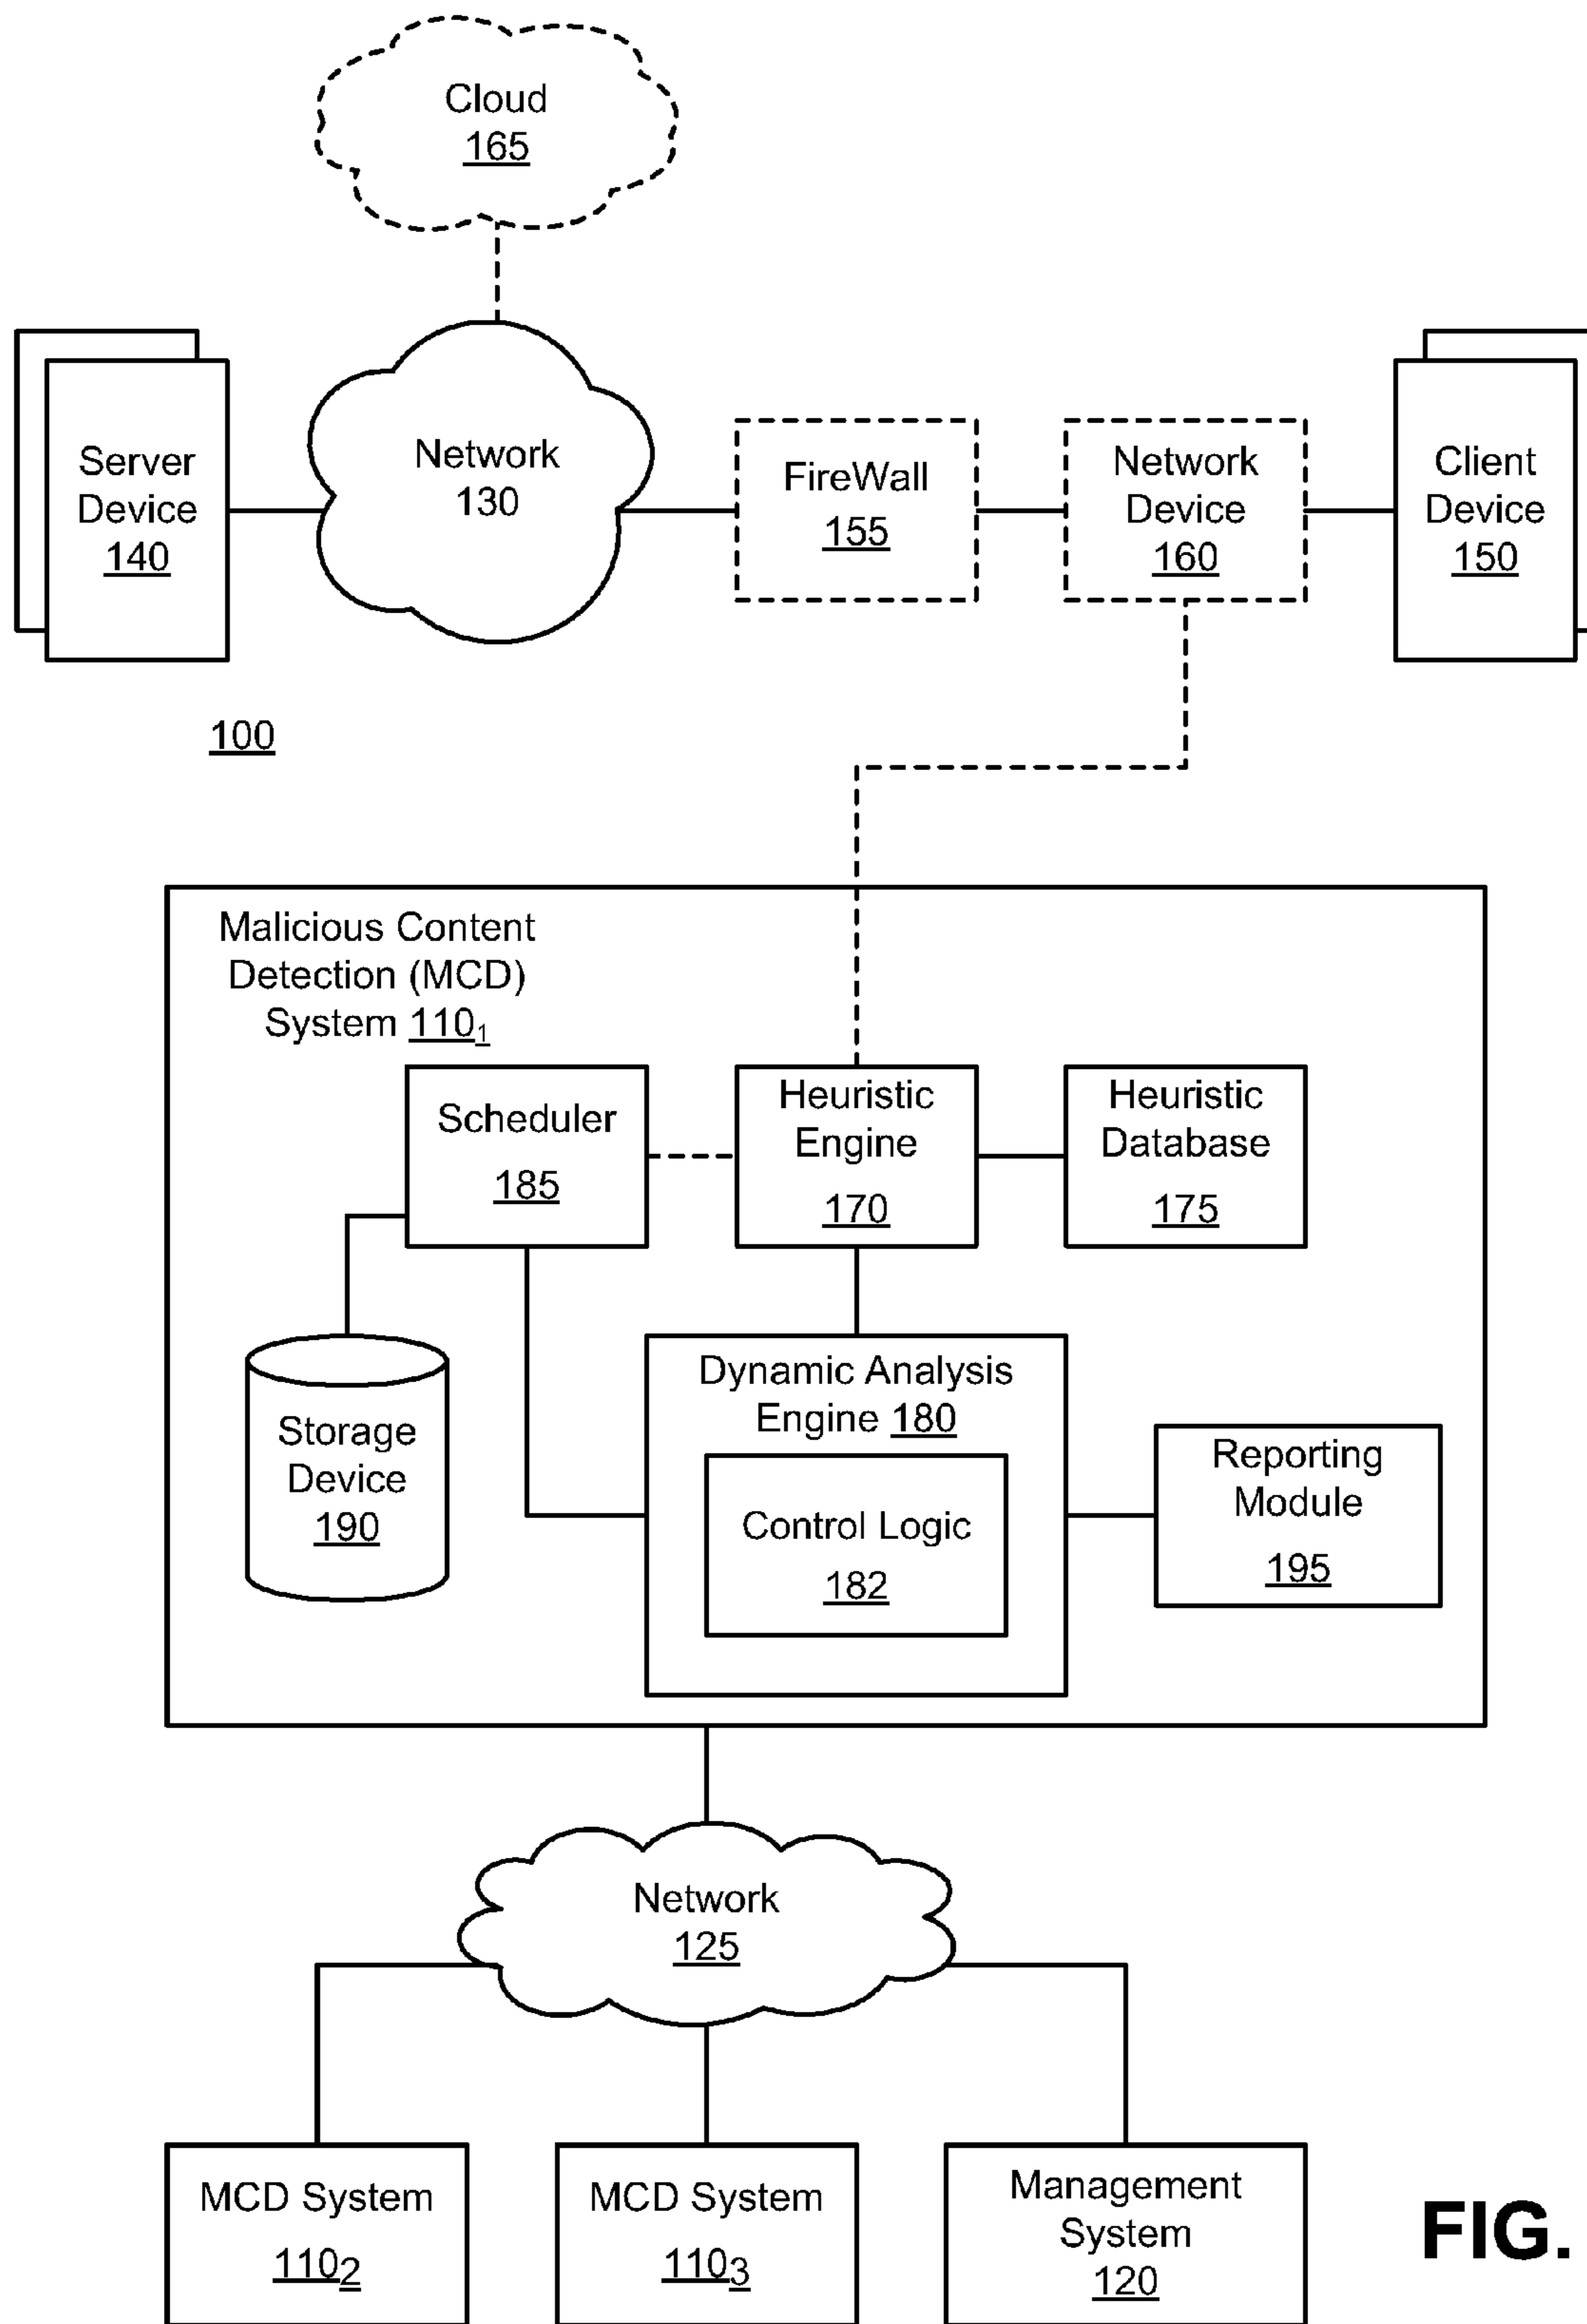 Cloud
165
Server
Device
140
Network
130
FireWall
155
Network
Device
160
Client
Device
150
100
Malicious Content
Detection (MCD)
System 110₁
Scheduler
185
Heuristic
Engine
170
Heuristic
Database
175
Storage
Device
190
Dynamic Analysis
Engine 180
Control Logic
182
Reporting
Module
195
Network
125
MCD System
110₂
MCD System
110₃
Management
System
120
FIG.